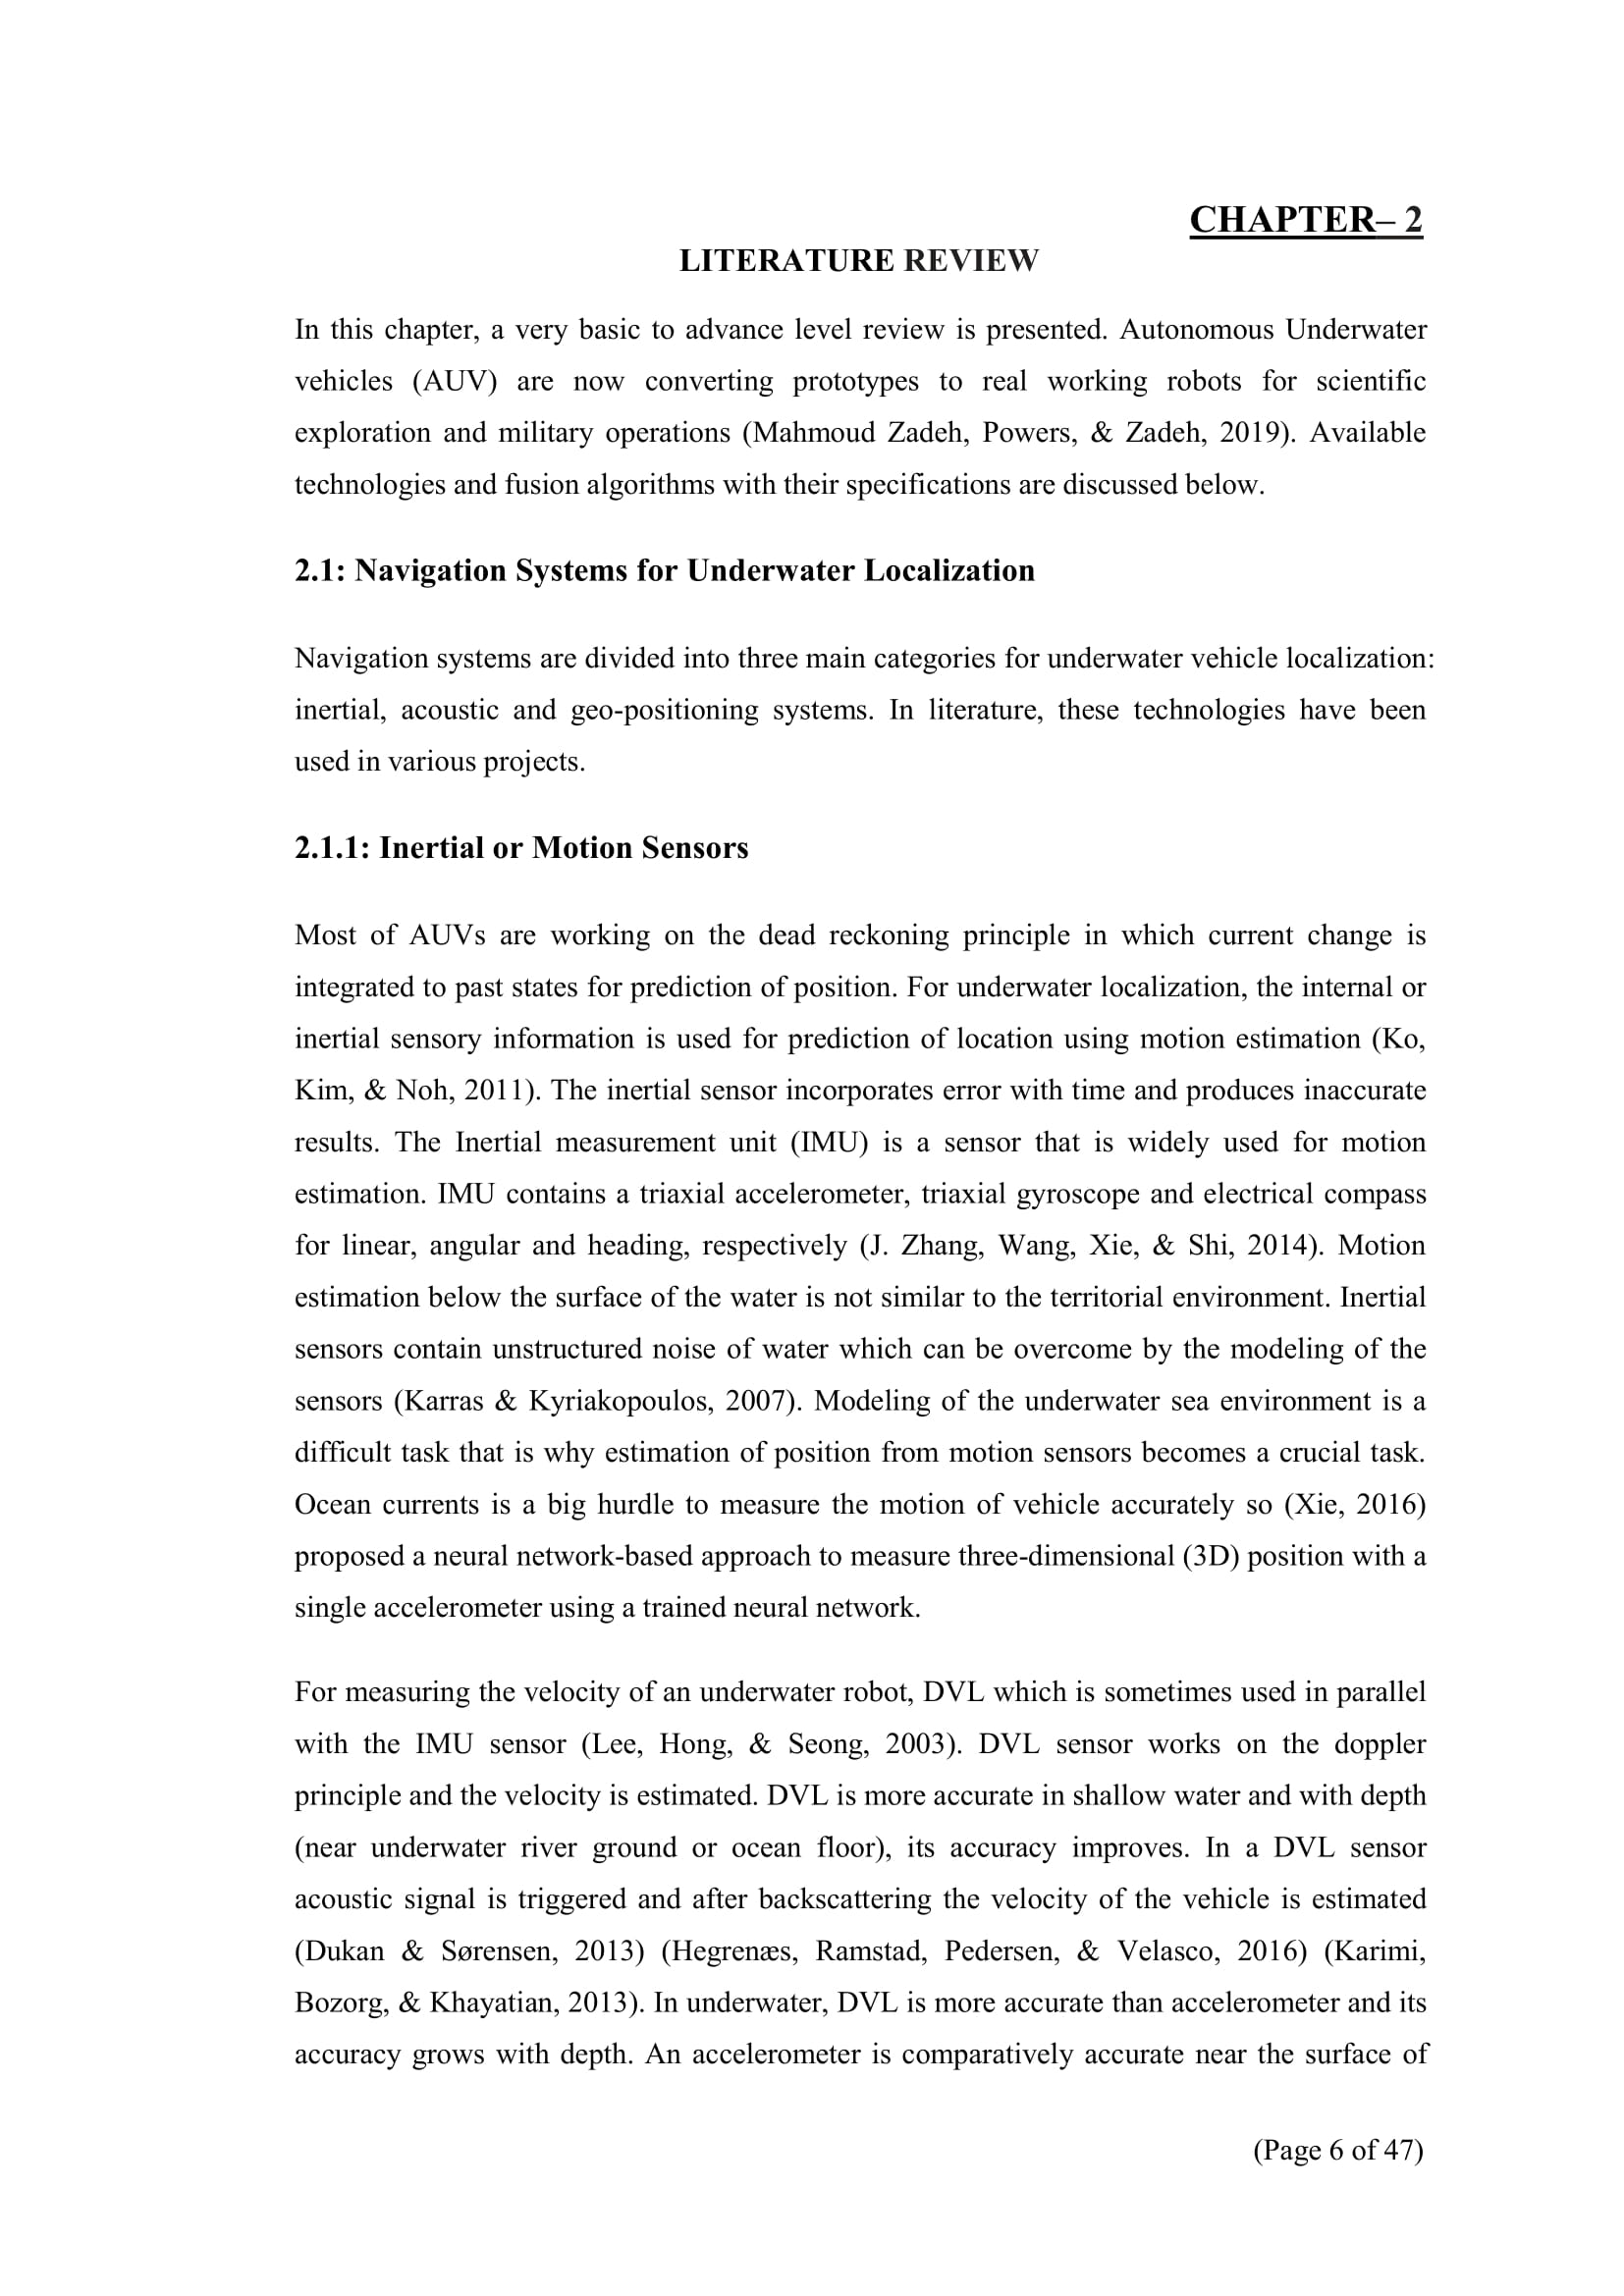 CHAPTER– 2
LITERATURE REVIEW
In this chapter, a very basic to advance level review is presented. Autonomous Underwater
vehicles (AUV) are now converting prototypes to real working robots for scientific
exploration and military operations (Mahmoud Zadeh, Powers, & Zadeh, 2019). Available
technologies and fusion algorithms with their specifications are discussed below.
2.1: Navigation Systems for Underwater Localization
Navigation systems are divided into three main categories for underwater vehicle localization:
inertial, acoustic and geo-positioning systems. In literature, these technologies have been
used in various projects.
2.1.1: Inertial or Motion Sensors
Most of AUVs are working on the dead reckoning principle in which current change is
integrated to past states for prediction of position. For underwater localization, the internal or
inertial sensory information is used for prediction of location using motion estimation (Ko,
Kim, & Noh, 2011). The inertial sensor incorporates error with time and produces inaccurate
results. The Inertial measurement unit (IMU) is a sensor that is widely used for motion
estimation. IMU contains a triaxial accelerometer, triaxial gyroscope and electrical compass
for linear, angular and heading, respectively (J. Zhang, Wang, Xie, & Shi, 2014). Motion
estimation below the surface of the water is not similar to the territorial environment. Inertial
sensors contain unstructured noise of water which can be overcome by the modeling of the
sensors (Karras & Kyriakopoulos, 2007). Modeling of the underwater sea environment is a
difficult task that is why estimation of position from motion sensors becomes a crucial task.
Ocean currents is a big hurdle to measure the motion of vehicle accurately so (Xie, 2016)
proposed a neural network-based approach to measure three-dimensional (3D) position with a
single accelerometer using a trained neural network.
For measuring the velocity of an underwater robot, DVL which is sometimes used in parallel
with the IMU sensor (Lee, Hong, & Seong, 2003). DVL sensor works on the doppler
principle and the velocity is estimated. DVL is more accurate in shallow water and with depth
(near underwater river ground or ocean floor), its accuracy improves. In a DVL sensor
acoustic signal is triggered and after backscattering the velocity of the vehicle is estimated
(Dukan & Sørensen, 2013) (Hegrenæs, Ramstad, Pedersen, & Velasco, 2016) (Karimi,
Bozorg, & Khayatian, 2013). In underwater, DVL is more accurate than accelerometer and its
accuracy grows with depth. An accelerometer is comparatively accurate near the surface of
(Page 6 of 47)